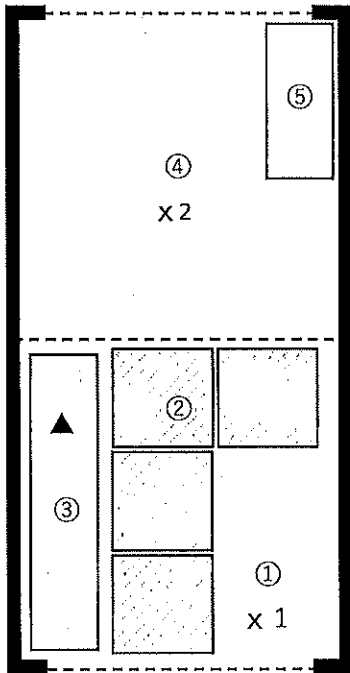 ⑤
④
x 2
②
③
①
x 1